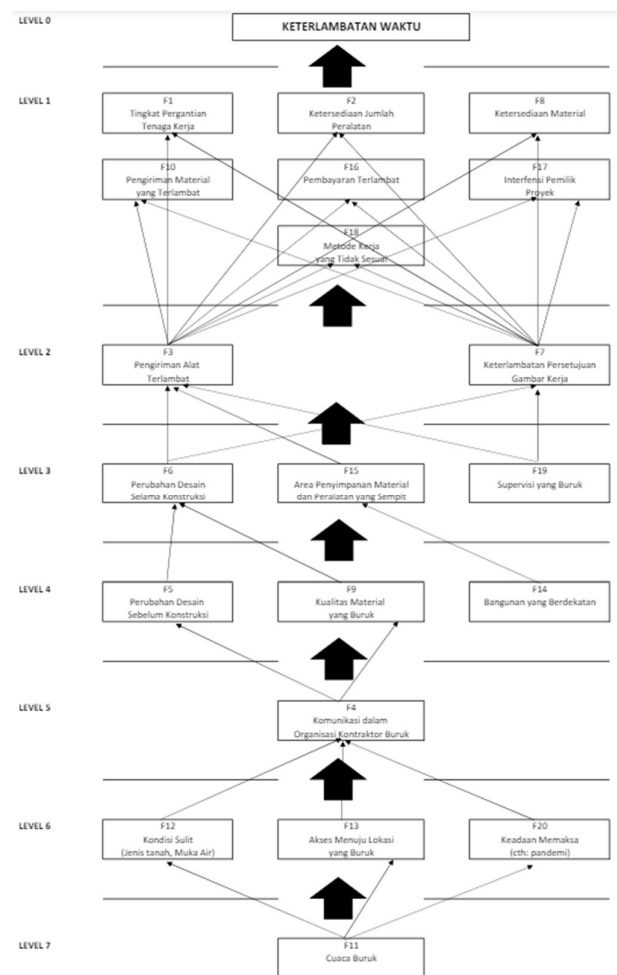 LEVEL 0
KETERLAMBATAN WAKTU
LEVEL 1
F1
Tingkat Pergantian
Tenaga Kerja
F2
Ketersediaan Jumlah
Peralatan
F8
Ketersediaan Material
F10
Pengiriman Material
yang Terlambat
F16
Pembayaran Terlambat
F17
Interfensi Pemilik
Proyek
F18
Metode Kerja
yang Tidak Sesuai
LEVEL 2
F3
Pengiriman Alat
Terlambat
F7
Keterlambatan Persetujuan
Gambar Kerja
LEVEL 3
F6
Perubahan Desain
Selama Konstruksi
F15
Area Penyimpanan Material
dan Peralatan yang Sempit
F19
Supervisi yang Buruk
LEVEL 4
F5
Perubahan Desain
Sebelum Konstruksi
F9
Kualitas Material
yang Buruk
F14
Bangunan yang Berdekatan
LEVEL 5
F4
Komunikasi dalam
Organisasi Kontraktor Buruk
LEVEL 6
F12
Kondisi Sulit
(Jenis tanah, Muka Air)
F13
Akses Menuju Lokasi
yang Buruk
F20
Keadaan Memaksa
(cth: pandemi)
LEVEL 7
F11
Cuaca Buruk